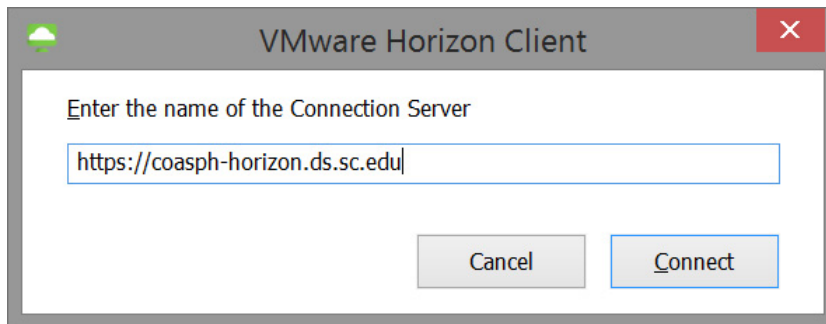 VMware Horizon Client
Enter the name of the Connection Server
https://coasph-horizon.ds.sc.edu
Cancel
Connect